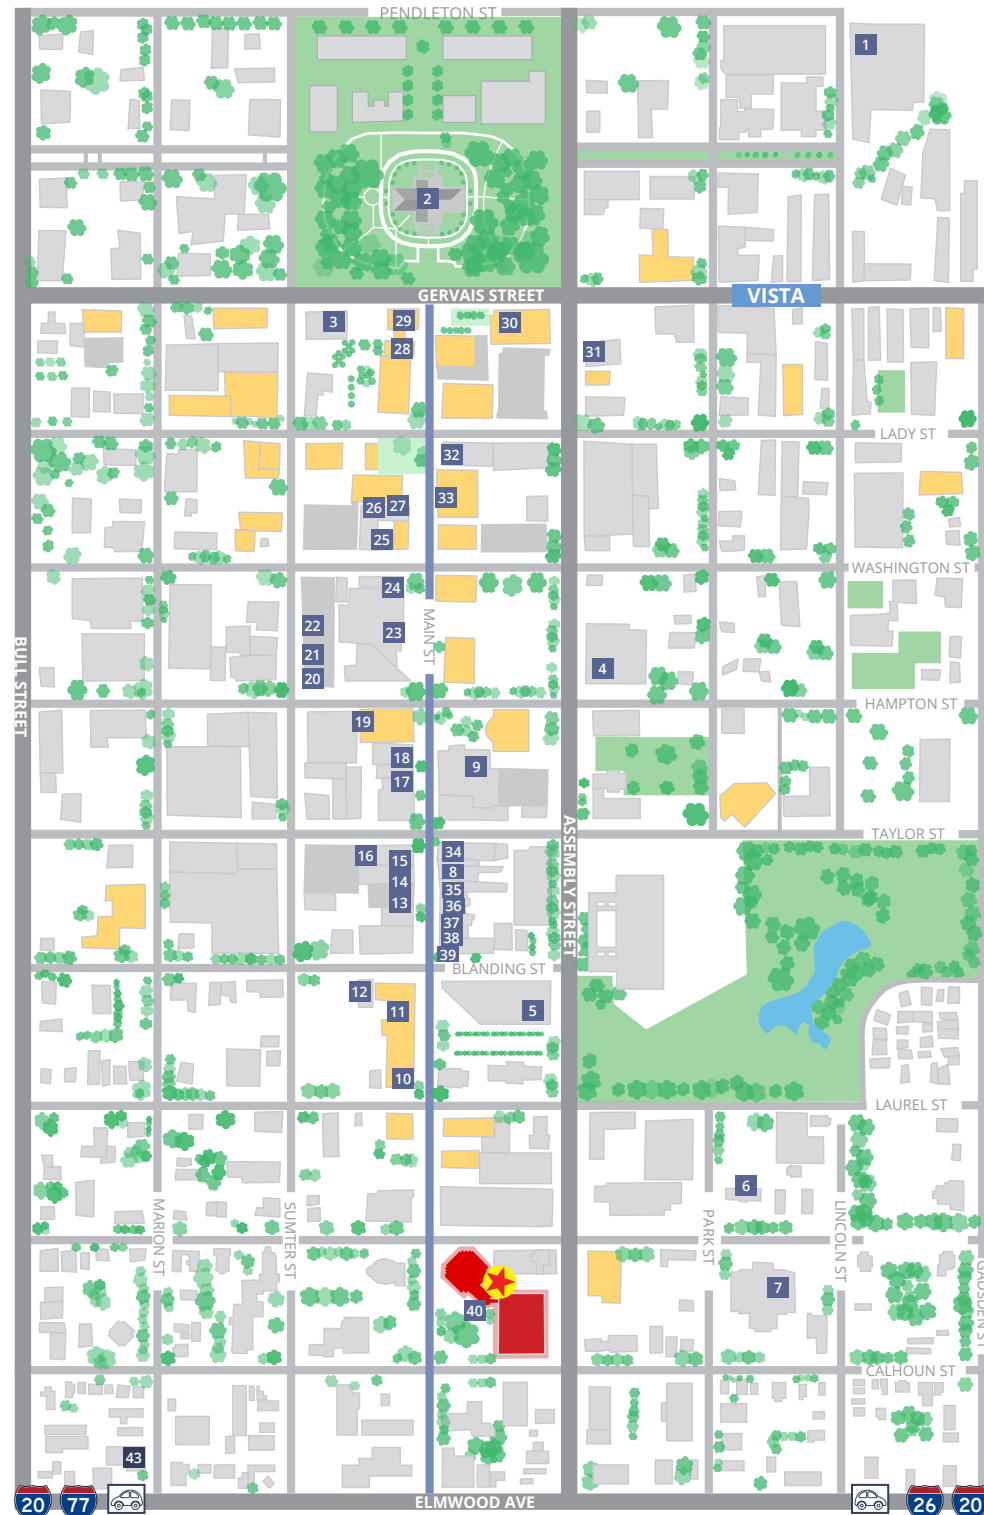 PENDLETON ST
1
2
GERVAIS STREET
VISTA
3
29
30
28
31
LADY ST
32
33
26
27
25
WASHINGTON ST
24
22
23
MAIN ST
21
20
4
BULL STREET
HAMPTON ST
19
18
9
17
ASSEMBLY STREET
TAYLOR ST
16
15
34
8
14
35
13
36
37
38
39
BLANDING ST
12
11
5
10
LAUREL ST
6
MARION ST
SUMTER ST
PARK ST
LINCOLN ST
GADSDEN ST
7
40
CALHOUN ST
43
20
77
ELMWOOD AVE
26
20